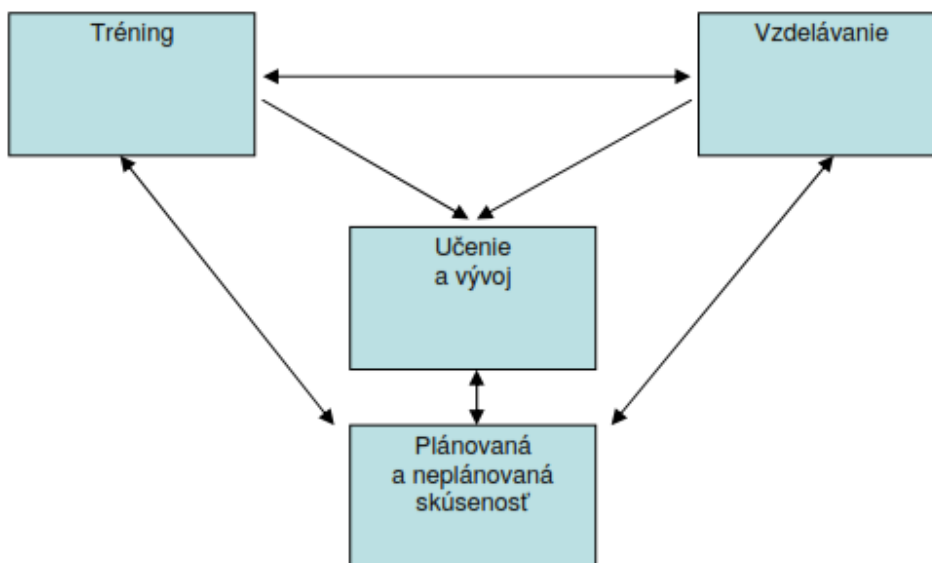 Tréning
Vzdelávanie
Učenie
a vývoj
Plánovaná
a neplánovaná
skúsenosť